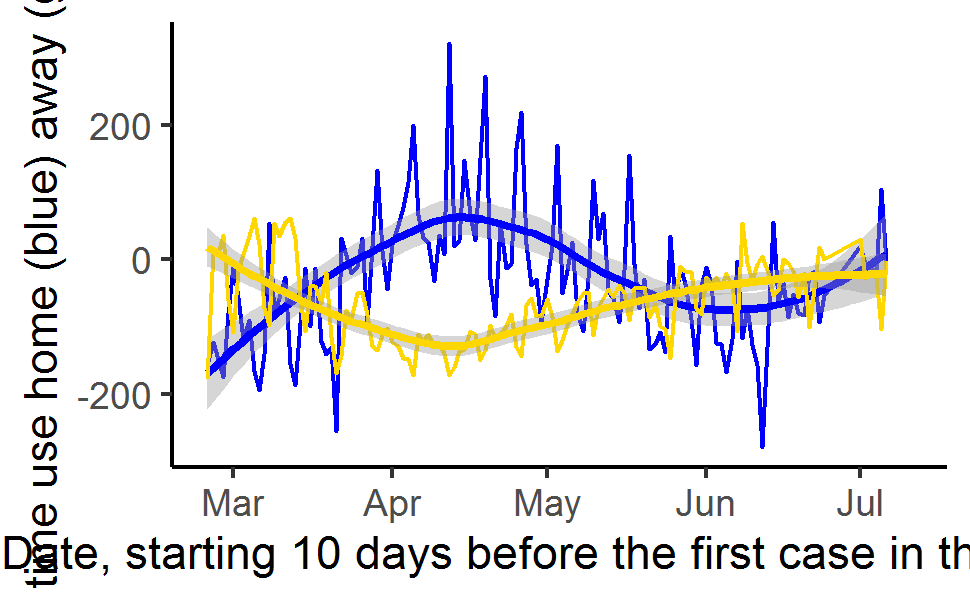 time use home (blue) away (
200
0
-200
Mar Apr May Jun Jul
Date, starting 10 days before the first case in th